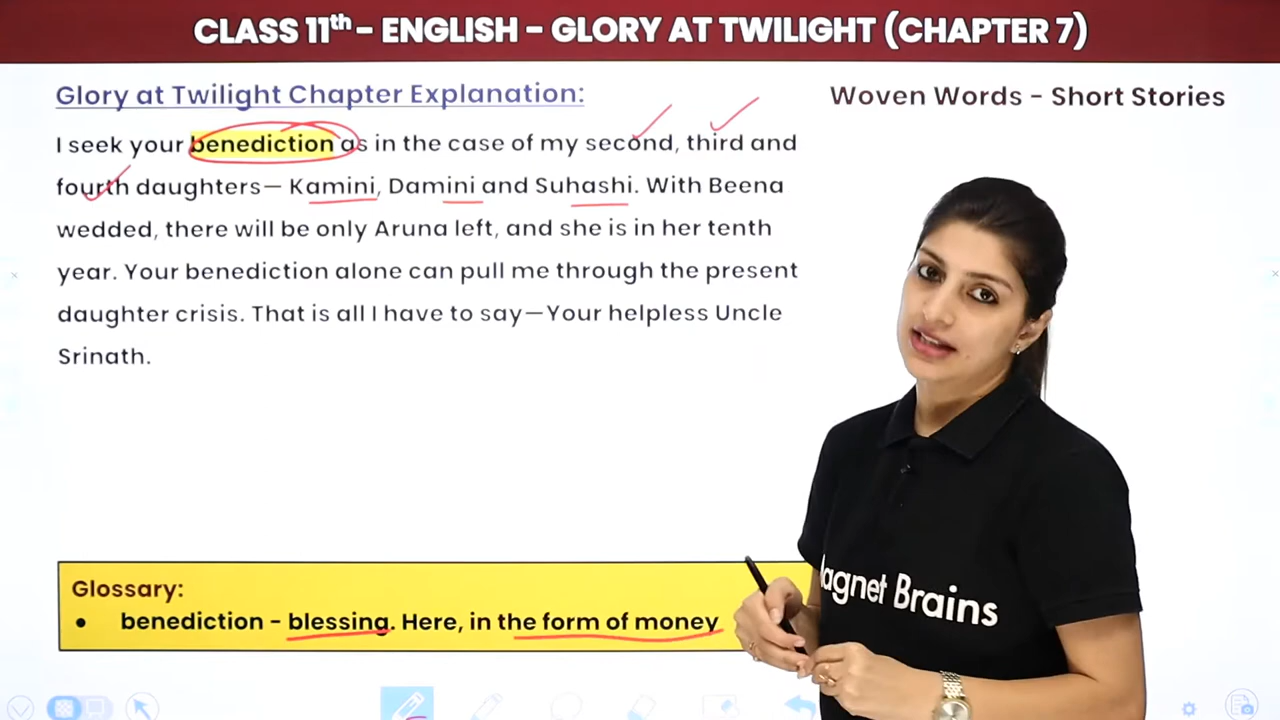 CLASS 11th - ENGLISH - GLORY AT TWILIGHT (CHAPTER 7)
Glory at Twilight Chapter Explanation:
Woven Words - Short Stories
I seek your benediction as in the case of my second, third and
fourth daughters— Kamini, Damini and Suhashi. With Beena
wedded, there will be only Aruna left, and she is in her tenth
year. Your benediction alone can pull me through the present
daughter crisis. That is all I have to say—Your helpless Uncle
Srinath.
Glossary:
• benediction - blessing. Here, in the form of money
agnet Brains